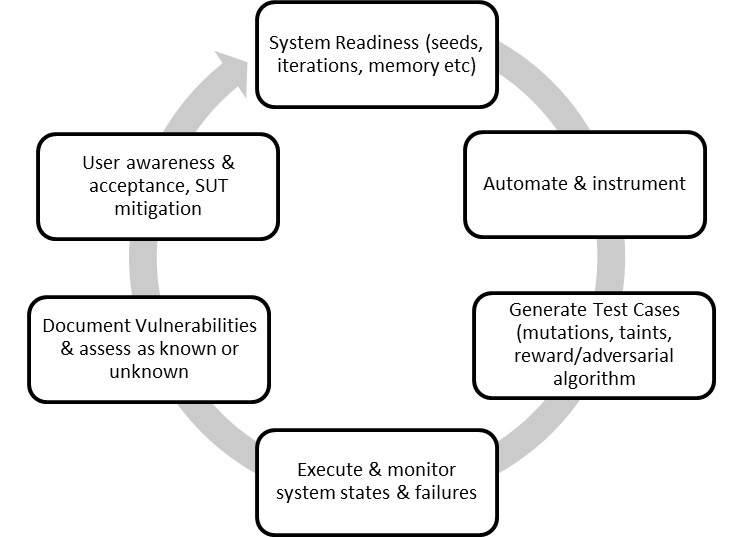 System Readiness (seeds,
iterations, memory etc)
Automate & instrument
Generate Test Cases
(mutations, taints,
reward/adversarial
algorithm
Execute & monitor
system states & failures
Document Vulnerabilities
& assess as known or
unknown
User awareness &
acceptance, SUT
mitigation